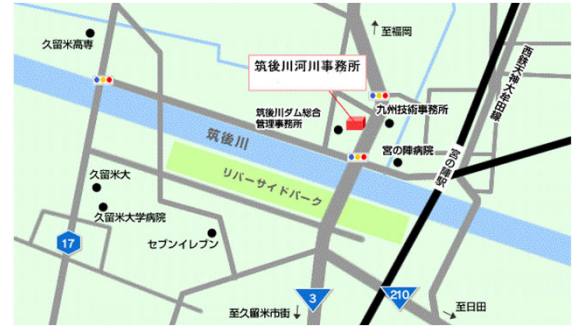 久留米高専
至福岡
筑後川河川事務所
西鉄天神大牟田線
筑後川ダム総合
管理事務所
九州技術事務所
筑後川
宮の陣病院
宮の陣駅
リバーサイドパーク
久留米大
久留米大学病院
セブンイレブン
17
3
210
至久留米市街
至日田